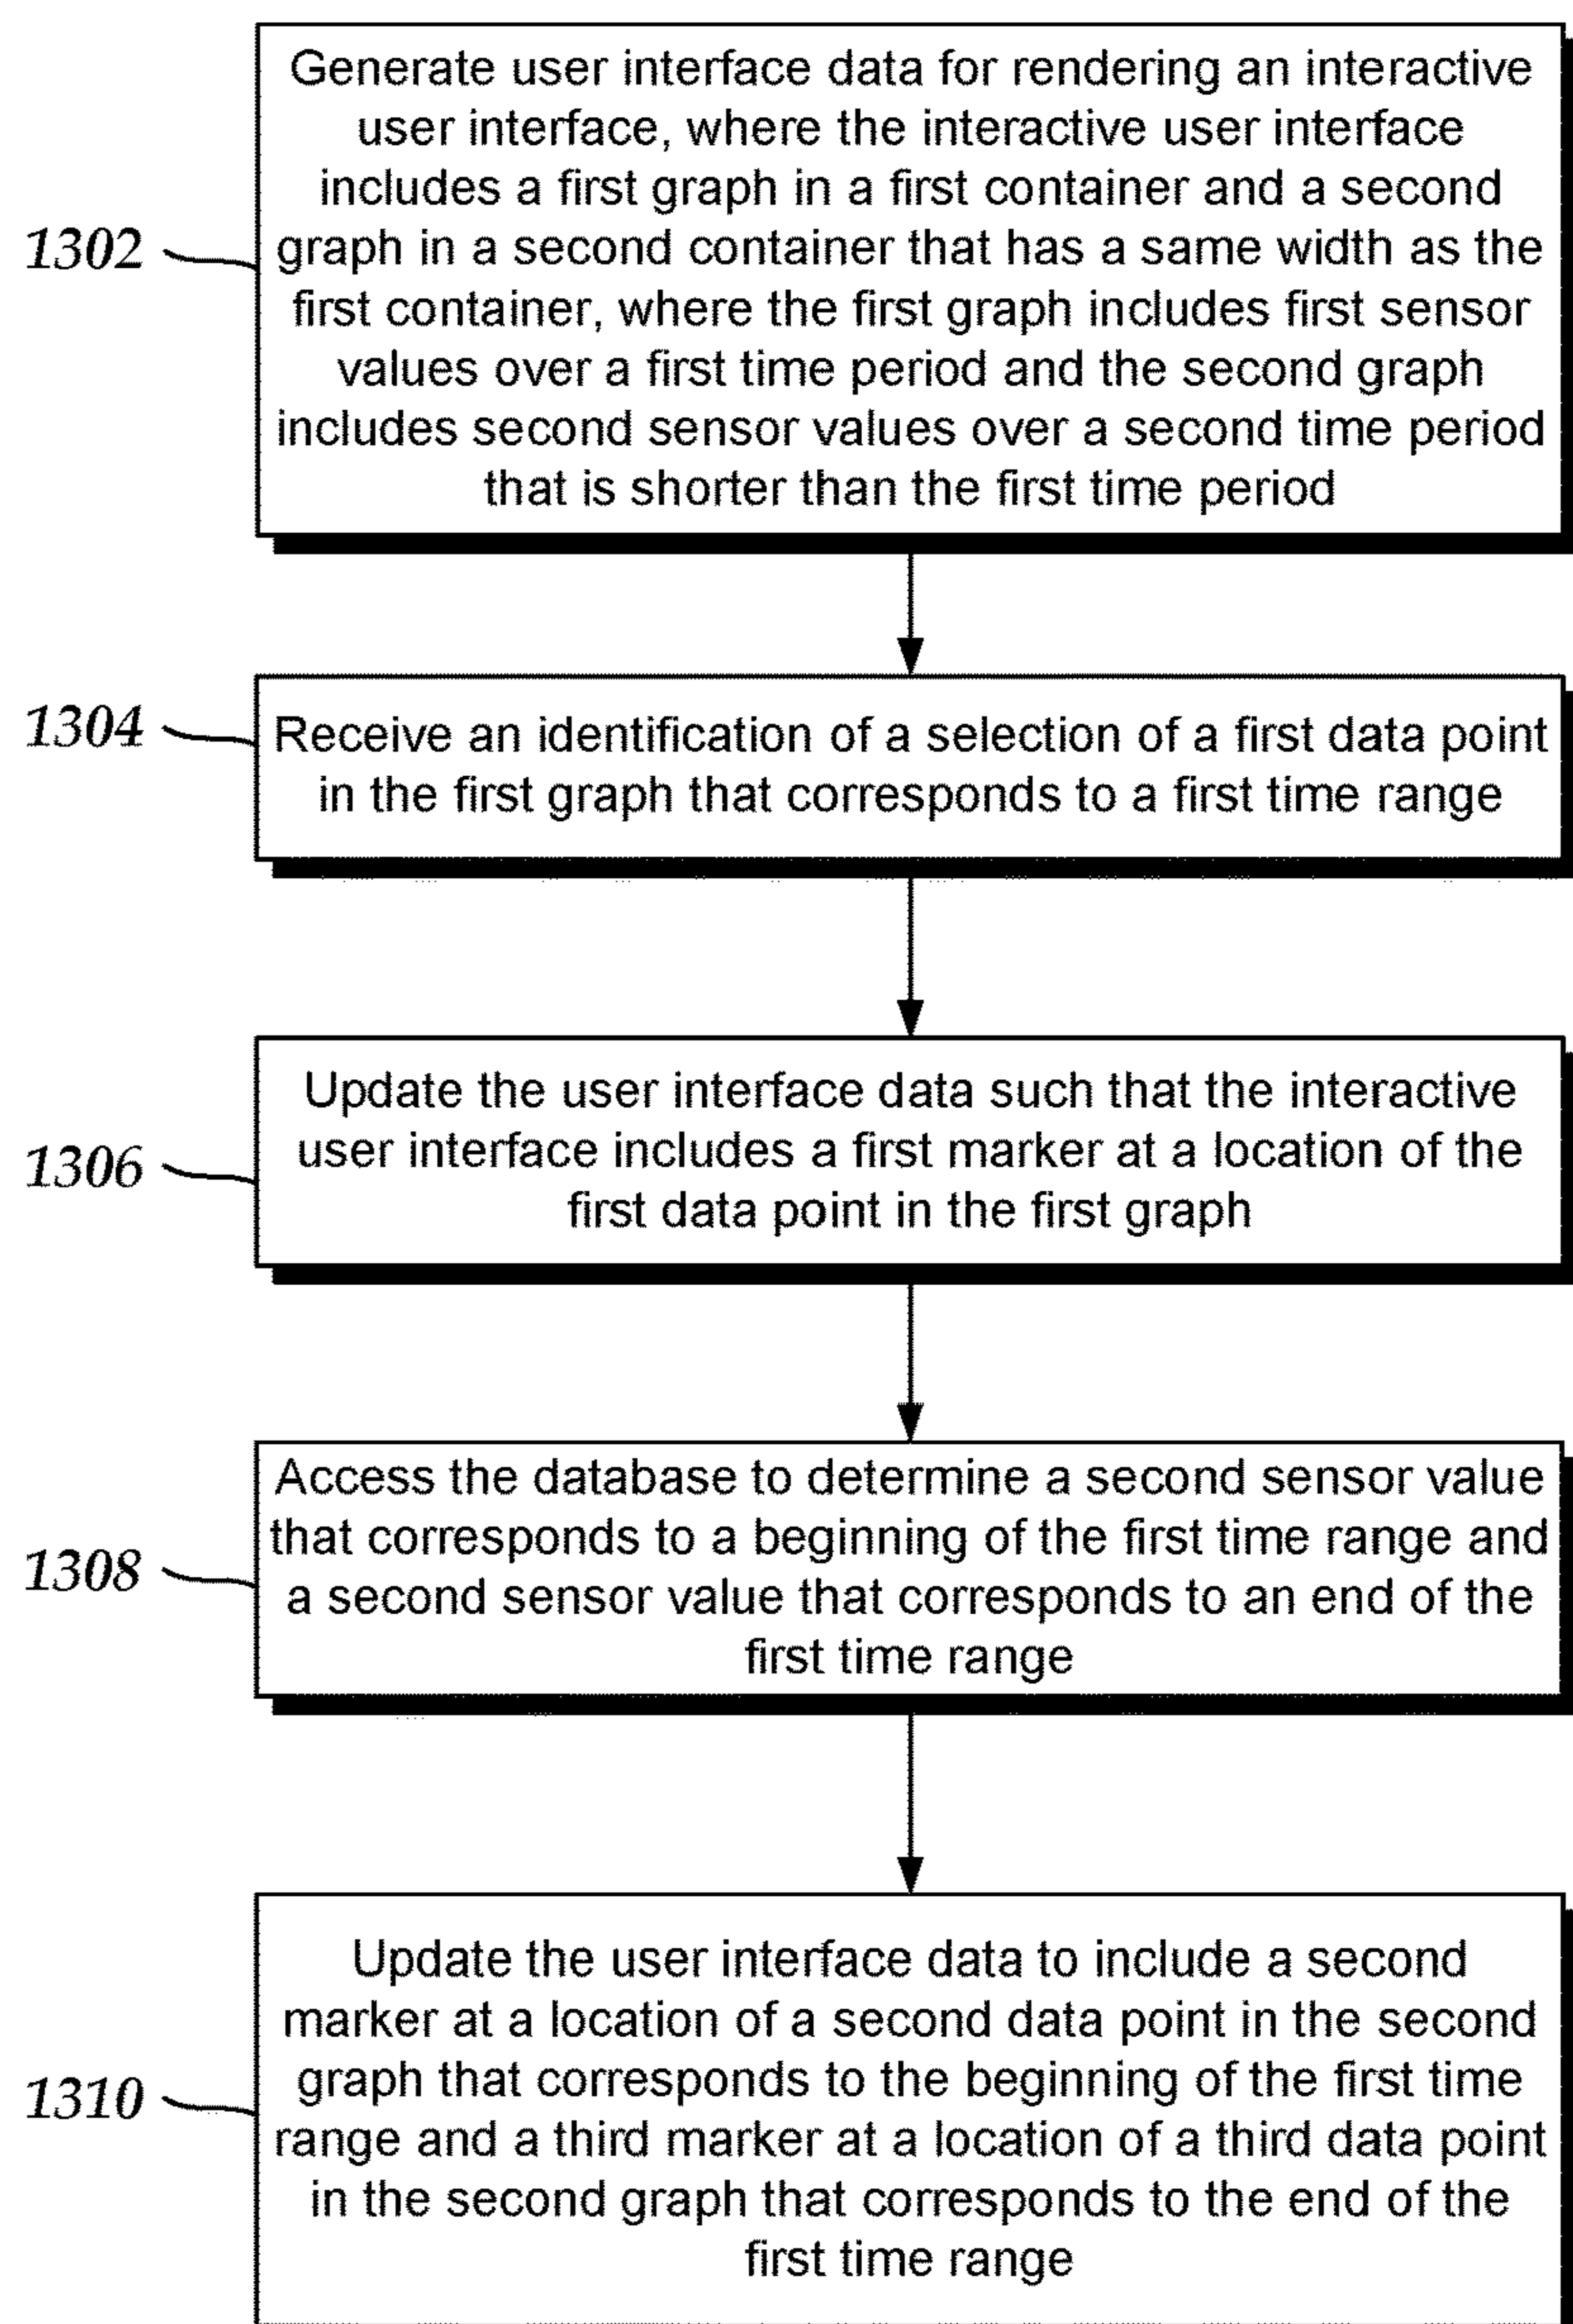 Generate user interface data for rendering an interactive
user interface, where the interactive user interface
includes a first graph in a first container and a second
1302
graph in a second container that has a same width as the
first container, where the first graph includes first sensor
values over a first time period and the second graph
includes second sensor values over a second time period
that is shorter than the first time period
1304
Receive an identification of a selection of a first data point
in the first graph that corresponds to a first time range
Update the user interface data such that the interactive
1306
user interface includes a first marker at a location of the
first data point in the first graph
Access the database to determine a second sensor value
that corresponds to a beginning of the first time range and
1308
a second sensor value that corresponds to an end of the
first time range
Update the user interface data to include a second
marker at a location of a second data point in the second
graph that corresponds to the beginning of the first time
1310
range and a third marker at a location of a third data point
in the second graph that corresponds to the end of the
first time range